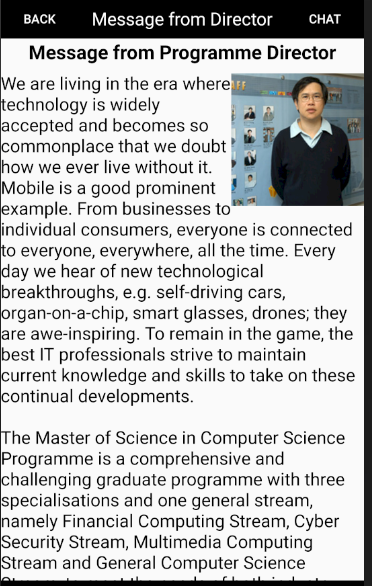 BACK Message from Director CHAT
Message from Programme Director
We are living in the era where
technology is widely
accepted and becomes so
commonplace that we doubt
how we ever live without it.
Mobile is a good prominent
example. From businesses to
individual consumers, everyone is connected
to everyone, everywhere, all the time. Every
day we hear of new technological
breakthroughs, e.g. self-driving cars,
organ-on-a-chip, smart glasses, drones; they
are awe-inspiring. To remain in the game, the
best IT professionals strive to maintain
current knowledge and skills to take on these
continual developments.
The Master of Science in Computer Science
Programme is a comprehensive and
challenging graduate programme with three
specialisations and one general stream,
namely Financial Computing Stream, Cyber
Security Stream, Multimedia Computing
Stream and General Computer Science